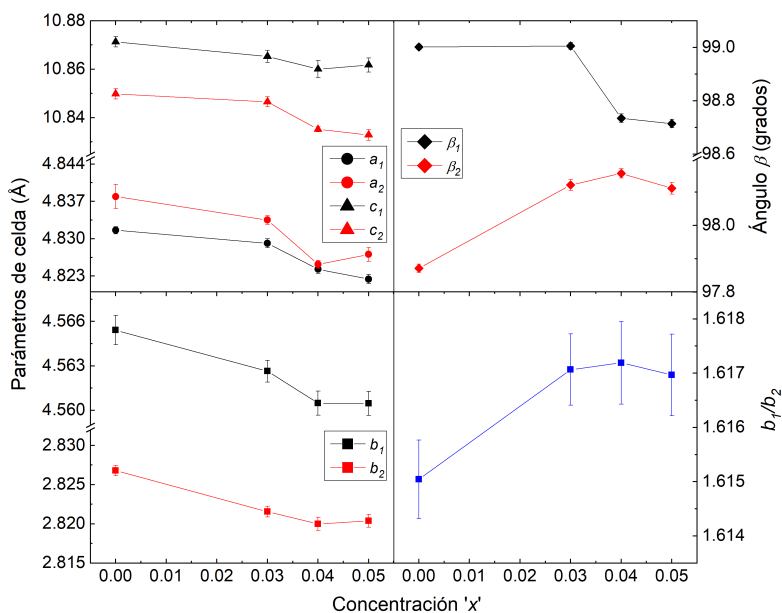 10.88
10.86
10.84
4.844
4.837
4.830
4.823
a1
a2
c1
c2
Parámetros de celda (Å)
99.0
98.8
98.6
98.0
97.8
β1
β2
Ángulo β (grados)
4.566
4.563
4.560
2.830
2.825
2.820
2.815
b1
b2
1.618
1.617
1.616
1.615
1.614
b1/b2
0.00 0.01 0.02 0.03 0.04 0.05 0.00 0.01 0.02 0.03 0.04 0.05
Concentración 'x'